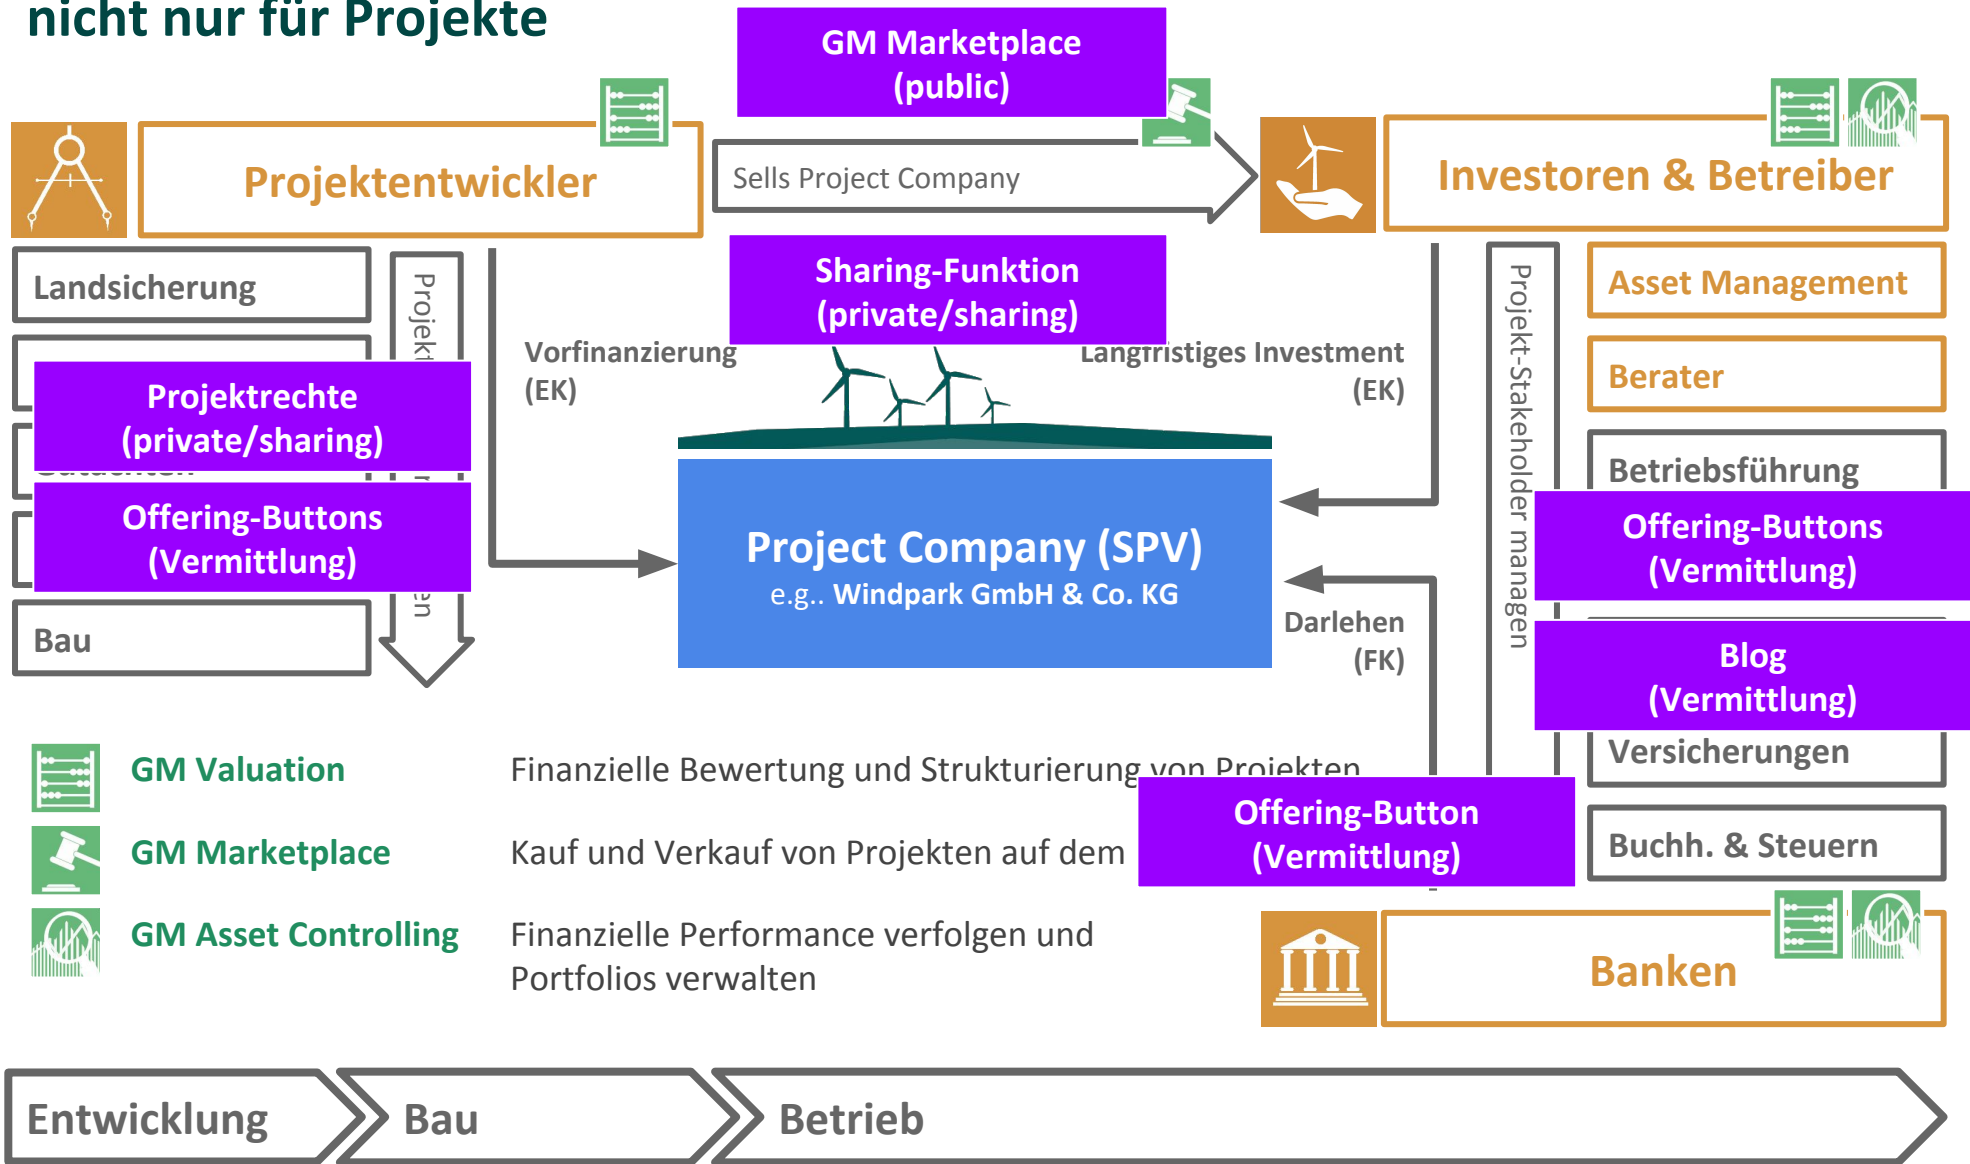 nicht nur für Projekte
GM Marketplace
(public)
Projektentwickler
Sells Project Company
Investoren & Betreiber
Landsicherung
Sharing-Funktion
(private/sharing)
Asset Management
Projekt-Stakeholder managen
Vorfinanzierung
(EK)
Langfristiges Investment
(EK)
Berater
Projektrechte
(private/sharing)
Betriebsführung
Offering-Buttons
(Vermittlung)
Project Company (SPV)
e.g.. Windpark GmbH & Co. KG
Offering-Buttons
(Vermittlung)
Bau
Darlehen
(FK)
Blog
(Vermittlung)
Versicherungen
GM Valuation
Finanzielle Bewertung und Strukturierung von Projekten
Offering-Button
(Vermittlung)
GM Marketplace
Kauf und Verkauf von Projekten auf dem
Buchh. & Steuern
GM Asset Controlling
Finanzielle Performance verfolgen und
Portfolios verwalten
Banken
Entwicklung
Bau
Betrieb